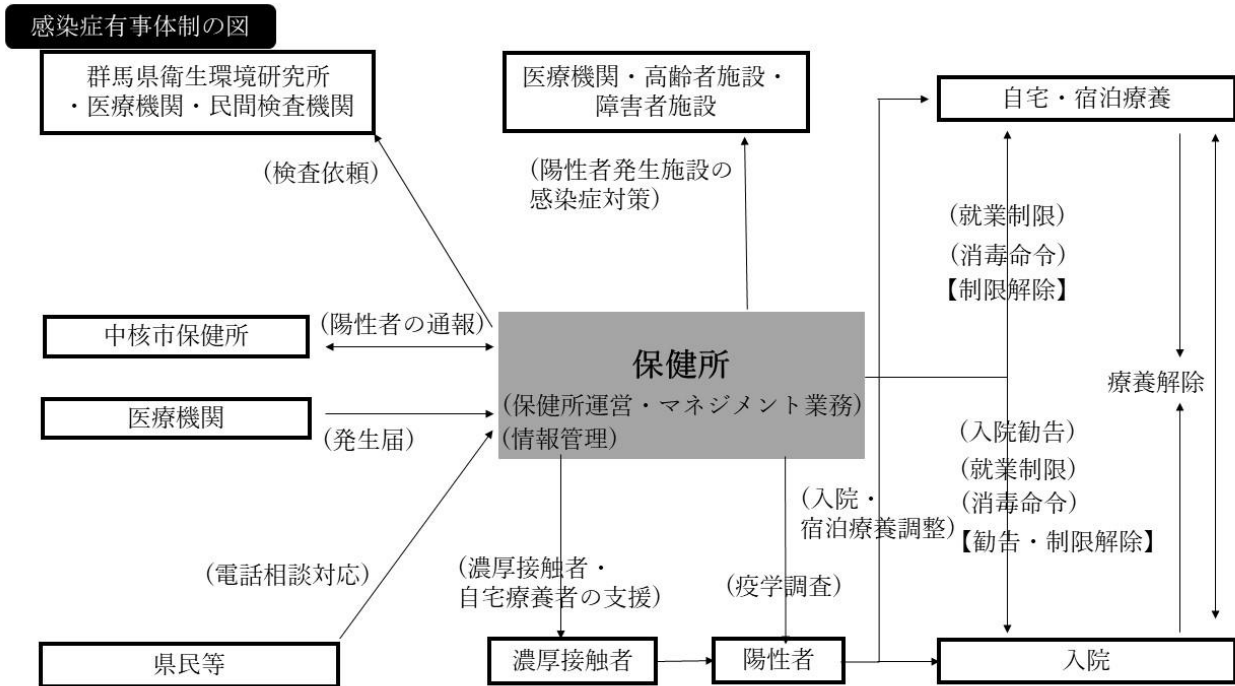 感染症有事体制の図
群馬県衛生環境研究所
・医療機関・民間検査機関
医療機関・高齢者施設・
障害者施設
自宅・宿泊療養
(検査依頼)
(陽性者発生施設の
感染症対策)
(就業制限)
(消毒命令)
【制限解除】
中核市保健所
(陽性者の通報)
保健所
(保健所運営・マネジメント業務)
(情報管理)
医療機関
(発生届)
療養解除
(入院勧告)
(就業制限)
(消毒命令)
【勧告・制限解除】
(入院・
宿泊療養調整)
(電話相談対応)
(濃厚接触者・
自宅療養者の支援)
(疫学調査)
県民等
濃厚接触者
陽性者
入院